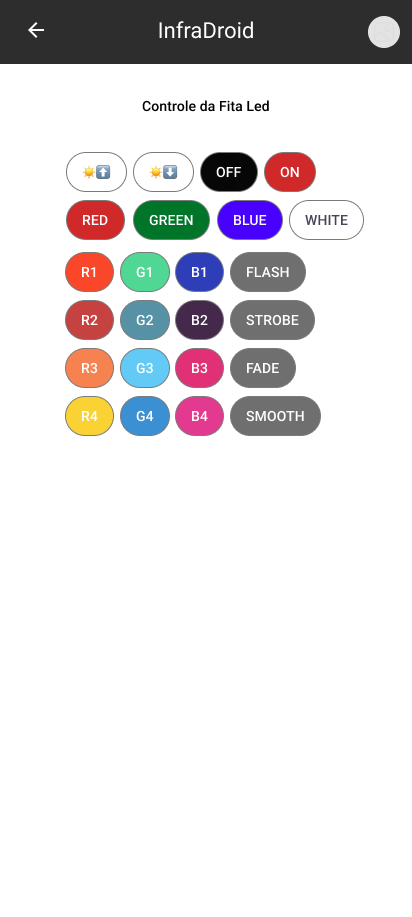 InfraDroid
Controle da Fita Led
☀️⬆️ ☀️⬇️ OFF ON
RED GREEN BLUE WHITE
R1 G1 B1 FLASH
R2 G2 B2 STROBE
R3 G3 B3 FADE
R4 G4 B4 SMOOTH